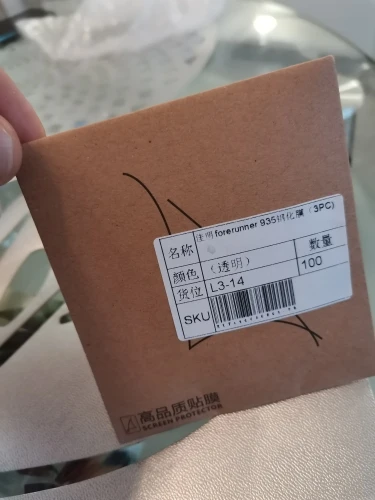 名称 注明forerunner 935钢化膜（3PC)
颜色 （透明） 数量
货位 L3-14 100
SKU
高品质贴膜
SCREEN PROTECTOR